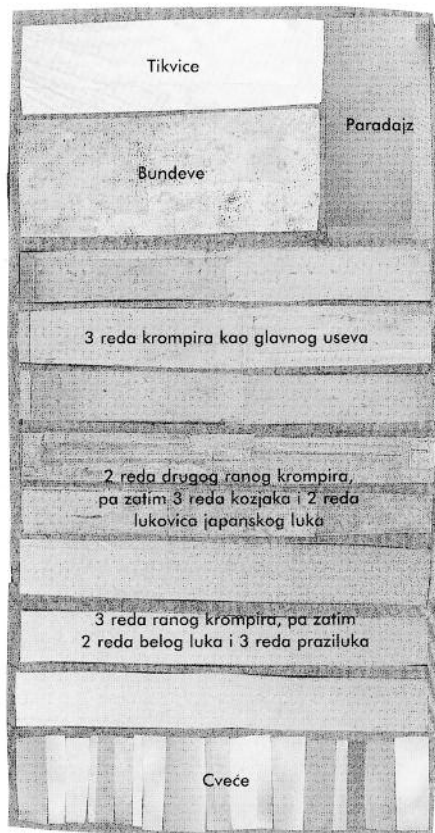 Tikvice
Paradajz
Bundeve
3 reda krompira kao glavnog useva
2 reda drugog ranog krompira,
pa zatim 3 reda kozjaka i 2 reda
lukovica japanskog luka
3 reda ranog krompira, pa zatim
2 reda belog luka i 3 reda praziluka
Cveće